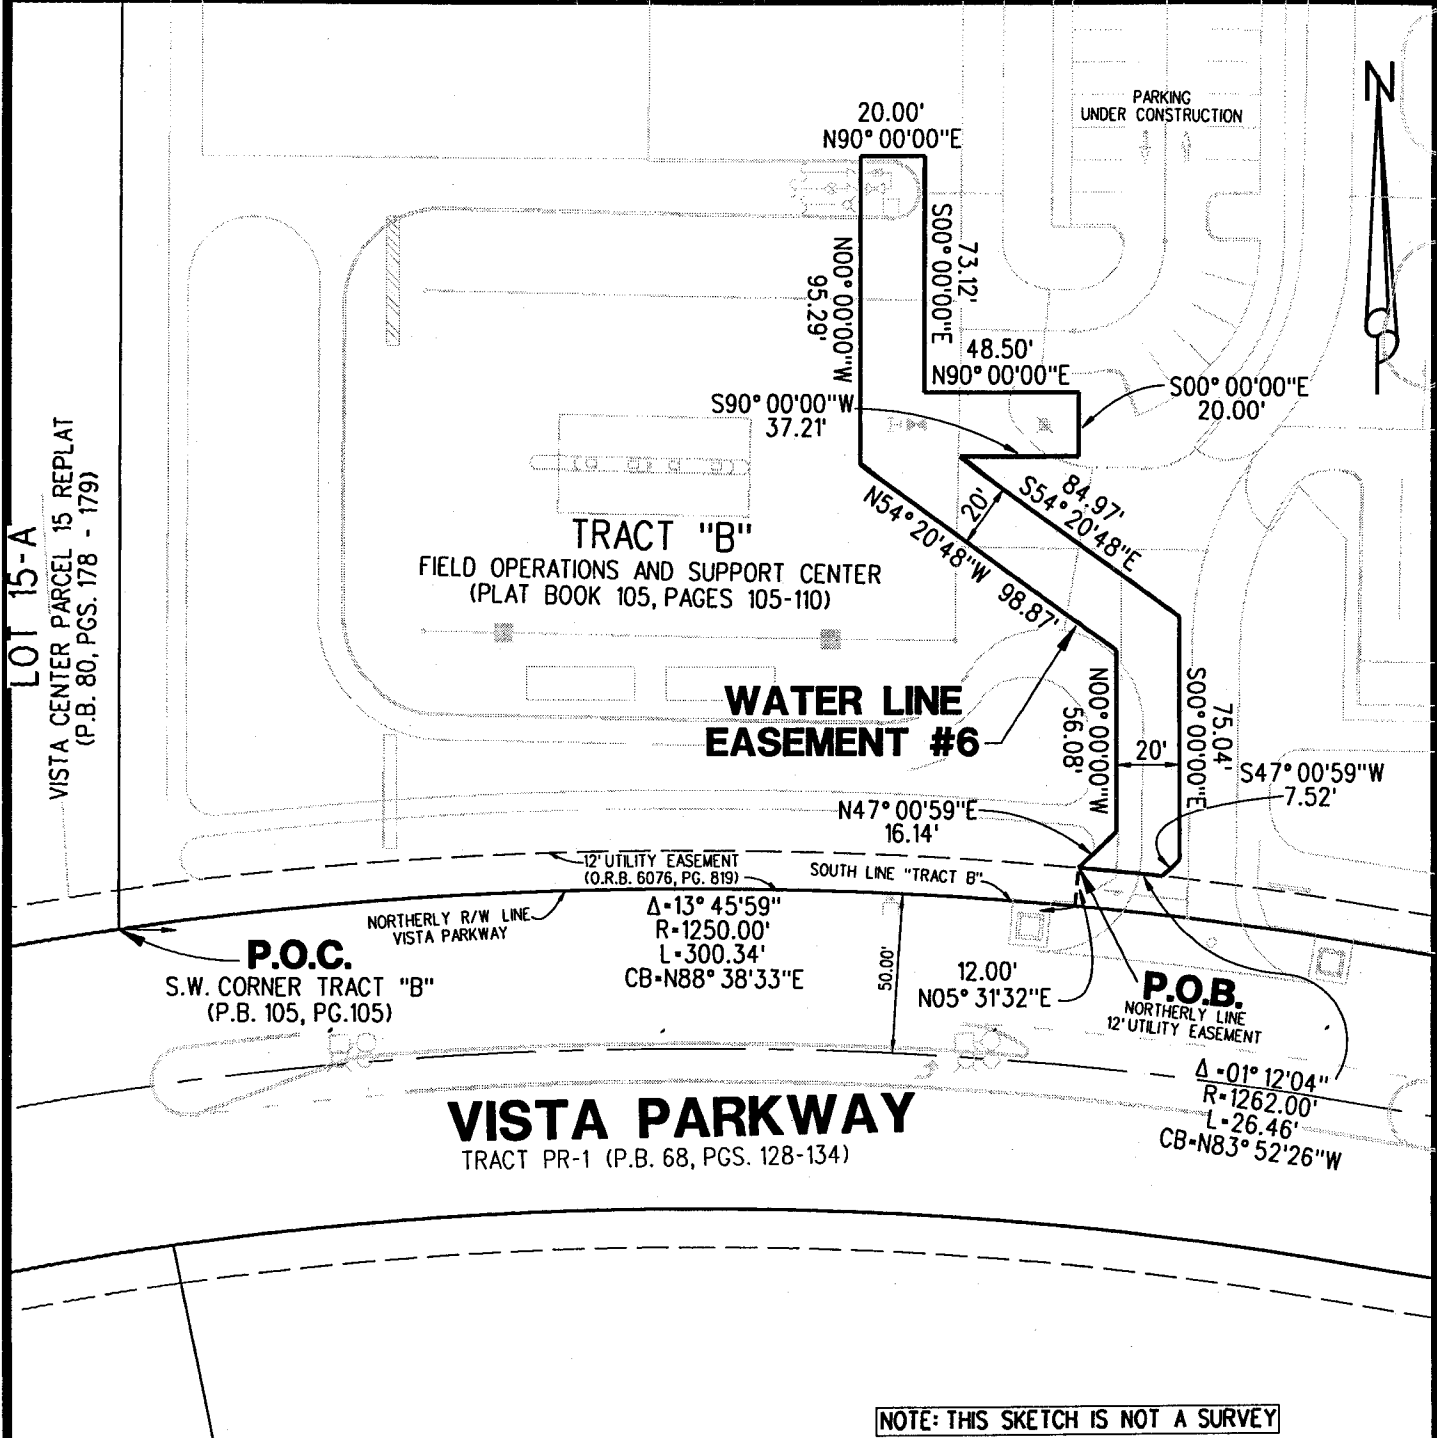 N
PARKING
UNDER CONSTRUCTION
20.00'
N90°00'00"E
S00°00'00"E
73.12'
N00°00'00"W
95.29'
48.50'
N90°00'00"E
S00°00'00"E
20.00'
S90°00'00"W
37.21'
84.97'
S54°20'48"E
20'
N54°20'48"W 98.87'
TRACT "B"
FIELD OPERATIONS AND SUPPORT CENTER
(PLAT BOOK 105, PAGES 105-110)
LOT 15-A
VISTA CENTER PARCEL 15 REPLAT
(P.B. 80, PGS. 178 - 179)
WATER LINE
EASEMENT #6
N00°00'00"W
56.08'
20'
S00°00'00"E
75.04'
S47°00'59"W
7.52'
N47°00'59"E
16.14'
12' UTILITY EASEMENT
(O.R.B. 6076, PG. 819)
SOUTH LINE "TRACT B"
NORTHERLY R/W LINE
VISTA PARKWAY
Δ=13°45'59"
R=1250.00'
L=300.34'
CB=N88°38'33"E
P.O.C.
S.W. CORNER TRACT "B"
(P.B. 105, PG.105)
50.00'
12.00'
N05°31'32"E
P.O.B.
NORTHERLY LINE
12' UTILITY EASEMENT
Δ=01°12'04"
R=1262.00'
L=26.46'
CB=N83°52'26"W
VISTA PARKWAY
TRACT PR-1 (P.B. 68, PGS. 128-134)
NOTE: THIS SKETCH IS NOT A SURVEY